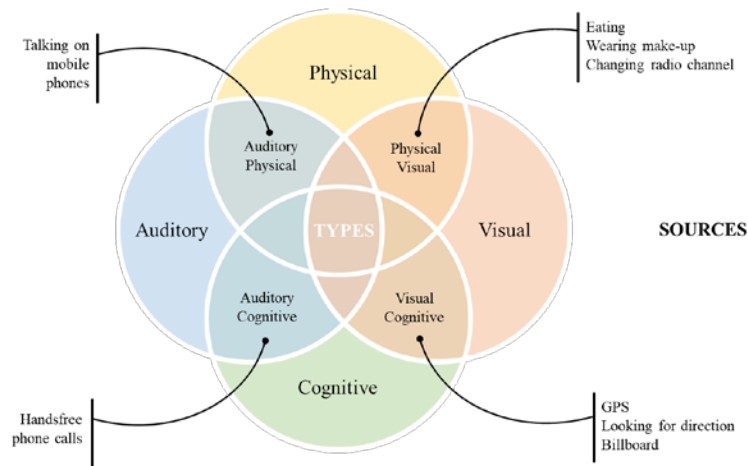 Talking on
mobile
phones
Eating
Wearing make-up
Changing radio channel
Physical
Auditory
Physical
Physical
Visual
Auditory
TYPES
Visual
SOURCES
Auditory
Cognitive
Visual
Cognitive
Cognitive
Handsfree
phone calls
GPS
Looking for direction
Billboard